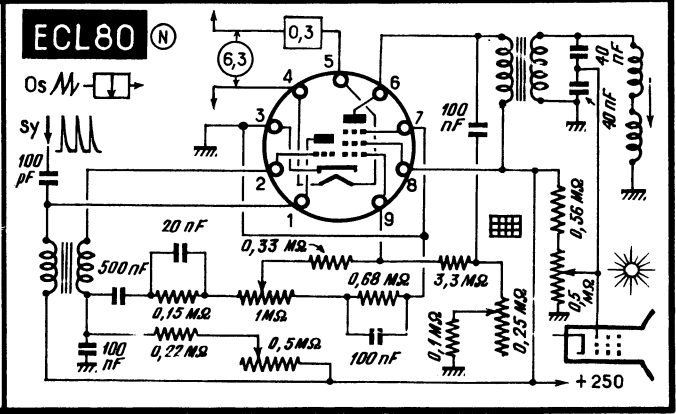 ECL80 N
0,3
6,3
Os
Sy
100
pF
4
5
6
3
7
2
8
1
9
100
nF
40
nF
40 nF
20 nF
500 nF
0,33 MΩ
0,15 MΩ
1MΩ
0,68 MΩ
3,3 MΩ
0,56 MΩ
0,5
MΩ
100
nF
0,22 MΩ
0,5 MΩ
100 nF
0,1 MΩ
0,25 MΩ
+ 250